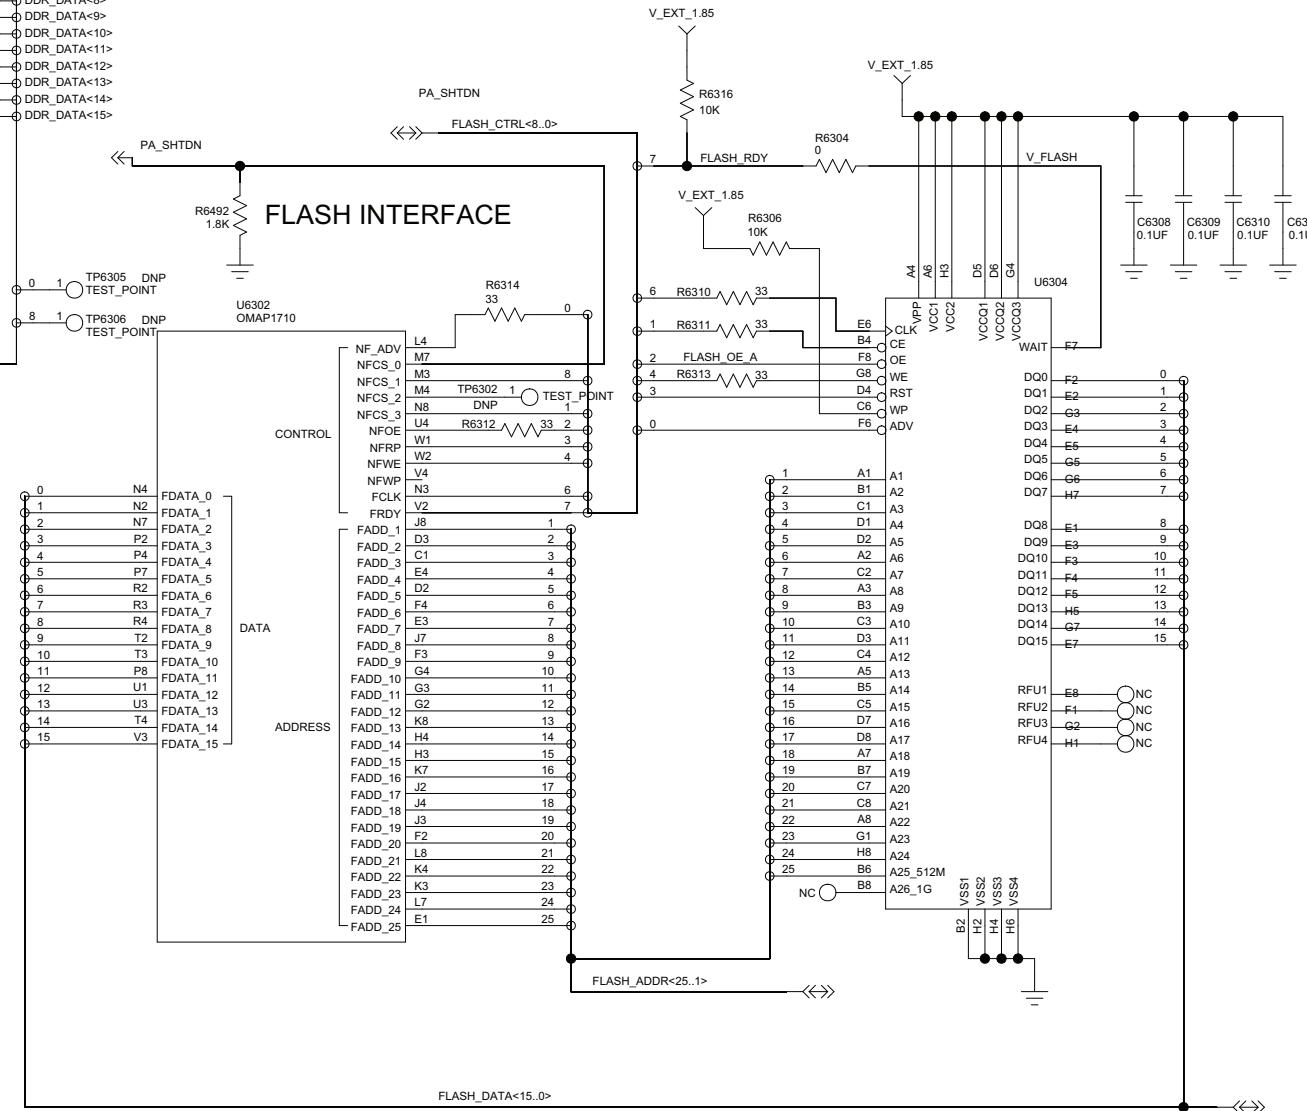 DDR_DATA<8>
DDR_DATA<9>
DDR_DATA<10>
DDR_DATA<11>
DDR_DATA<12>
DDR_DATA<13>
DDR_DATA<14>
DDR_DATA<15>
V_EXT_1.85
R6316
10K
V_EXT_1.85
PA_SHTDN
FLASH_CTRL<8..0>
PA_SHTDN
R6304
0
7 FLASH_RDY
V_FLASH
R6492
1.8K
FLASH INTERFACE
V_EXT_1.85
R6306
10K
C6308
0.1UF
C6309
0.1UF
C6310
0.1UF
0 1 TP6305 DNP
TEST_POINT
8 1 TP6306 DNP
TEST_POINT
U6302
OMAP1710
R6314
33
0
6 R6310 33
1 R6311 33
2 FLASH_OE_A
4 R6313 33
3
0
A4 A6 H3 D5 D6 G4
VPP VCC1 VCC2 VCCQ1 VCCQ2 VCCQ3
U6304
CONTROL
NF_ADV L4
NFCS_0 M7
NFCS_1 M3 8
NFCS_2 M4 TP6302 1 TEST_POINT
DNP
NFCS_3 N8 1
NFOE U4 R6312 33 2
NFRP W1 3
NFWE W2 4
NFWP V4
FCLK N3 6
FRDY V2 7
E6 CLK
B4 CE
F8 OE
G8 WE
D4 RST
C6 WP
F6 ADV
0 N4 FDATA_0
1 N2 FDATA_1
2 N7 FDATA_2
3 P2 FDATA_3
4 P4 FDATA_4
5 P7 FDATA_5
6 R2 FDATA_6
7 R3 FDATA_7
8 R4 FDATA_8
9 T2 FDATA_9
10 T3 FDATA_10
11 P8 FDATA_11
12 U1 FDATA_12
13 U3 FDATA_13
14 T4 FDATA_14
15 V3 FDATA_15
DATA
ADDRESS
FADD_1 J8 1
FADD_2 D3 2
FADD_3 C1 3
FADD_4 E4 4
FADD_5 D2 5
FADD_6 F4 6
FADD_7 E3 7
FADD_8 J7 8
FADD_9 F3 9
FADD_10 G4 10
FADD_11 G3 11
FADD_12 G2 12
FADD_13 K8 13
FADD_14 H4 14
FADD_15 H3 15
FADD_16 K7 16
FADD_17 J2 17
FADD_18 J4 18
FADD_19 J3 19
FADD_20 F2 20
FADD_21 L8 21
FADD_22 K4 22
FADD_23 K3 23
FADD_24 L7 24
FADD_25 E1 25
1 A1 A1
2 B1 A2
3 C1 A3
4 D1 A4
5 D2 A5
6 A2 A6
7 C2 A7
8 A3 A8
9 B3 A9
10 C3 A10
11 D3 A11
12 C4 A12
13 A5 A13
14 B5 A14
15 C5 A15
16 D7 A16
17 D8 A17
18 A7 A18
19 B7 A19
20 C7 A20
21 C8 A21
22 A8 A22
23 G1 A23
24 H8 A24
25 B6 A25_512M
NC B8 A26_1G
WAIT F7
DQ0 F2 0
DQ1 E2 1
DQ2 G3 2
DQ3 E4 3
DQ4 E5 4
DQ5 G5 5
DQ6 G6 6
DQ7 H7 7
DQ8 E1 8
DQ9 E3 9
DQ10 F3 10
DQ11 F4 11
DQ12 F5 12
DQ13 H5 13
DQ14 G7 14
DQ15 E7 15
RFU1 E8 NC
RFU2 F1 NC
RFU3 G2 NC
RFU4 H1 NC
VSS1 VSS2 VSS3 VSS4
B2 H2 H4 H6
FLASH_ADDR<25..1>
FLASH_DATA<15..0>